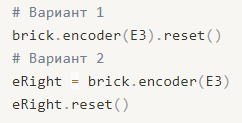 # Вариант 1
brick.encoder(E3).reset()
# Вариант 2
eRight = brick.encoder(E3)
eRight.reset()